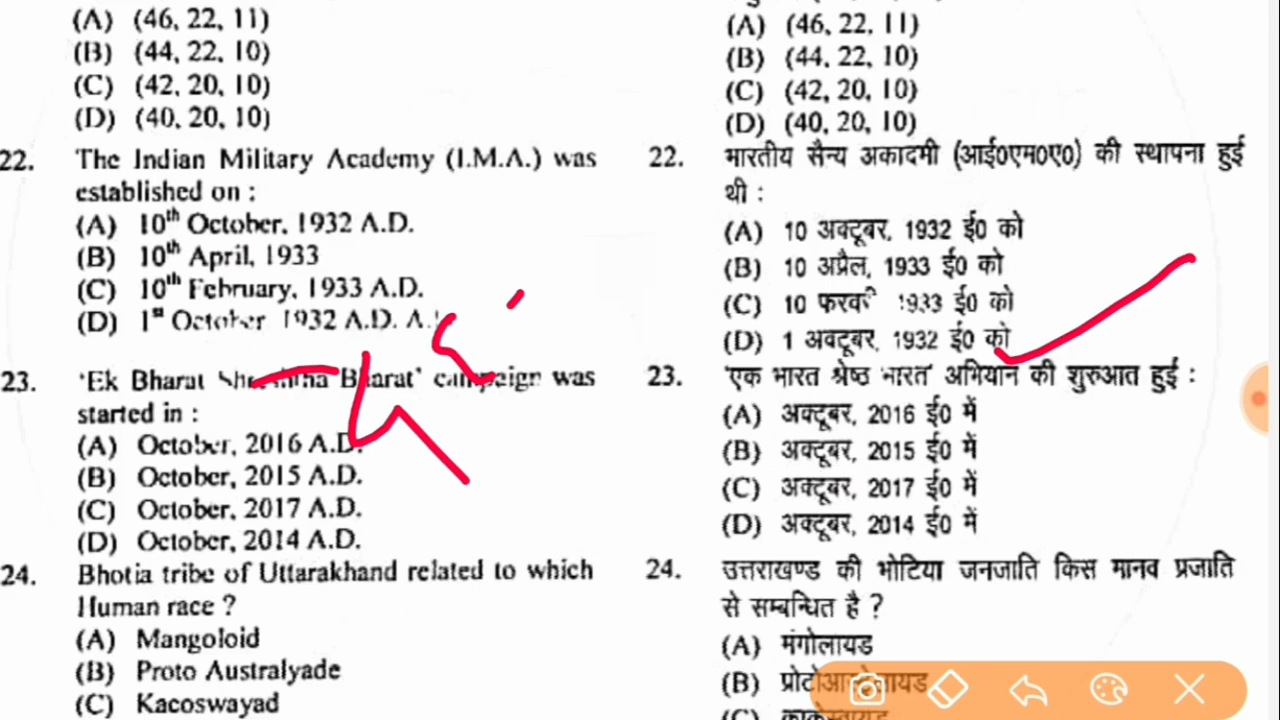 (A) (46, 22, 11)
(B) (44, 22, 10)
(C) (42, 20, 10)
(D) (40, 20, 10)
22. The Indian Military Academy (I.M.A.) was
established on :
(A) 10th October, 1932 A.D.
(B) 10th April, 1933
(C) 10th February, 1933 A.D.
(D) 1st October 1932 A.D. A.
23. 'Ek Bharat Bharat' campaign was
started in :
(A) October, 2016 A.D.
(B) October, 2015 A.D.
(C) October, 2017 A.D.
(D) October, 2014 A.D.
24. Bhotia tribe of Uttarakhand related to which
Human race ?
(A) Mangoloid
(B) Proto Australyade
(C) Kacoswayad
(A) (46, 22, 11)
(B) (44, 22, 10)
(C) (42, 20, 10)
(D) (40, 20, 10)
22. भारतीय सैन्य अकादमी (आई0एम0ए0) की स्थापना हुई
थी :
(A) 10 अक्टूबर, 1932 ई0 को
(B) 10 अप्रैल, 1933 ई0 को
(C) 10 फरवरी 1933 ई0 को
(D) 1 अक्टूबर, 1932 ई0 को
23. 'एक भारत श्रेष्ठ भारत' अभियान की शुरुआत हुई :
(A) अक्टूबर, 2016 ई0 में
(B) अक्टूबर, 2015 ई0 में
(C) अक्टूबर, 2017 ई0 में
(D) अक्टूबर, 2014 ई0 में
24. उत्तराखण्ड की भोटिया जनजाति किस मानव प्रजाति
से सम्बन्धित है ?
(A) मंगोलायड
(B)
(C)